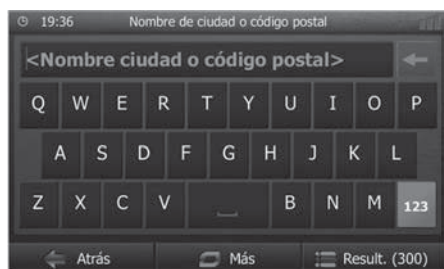 19:36 Nombre de ciudad o código postal
<Nombre ciudad o código postal>
Q W E R T Y U I O P
A S D F G H J K L
Z X C V B N M 123
Atrás Más Result. (300)